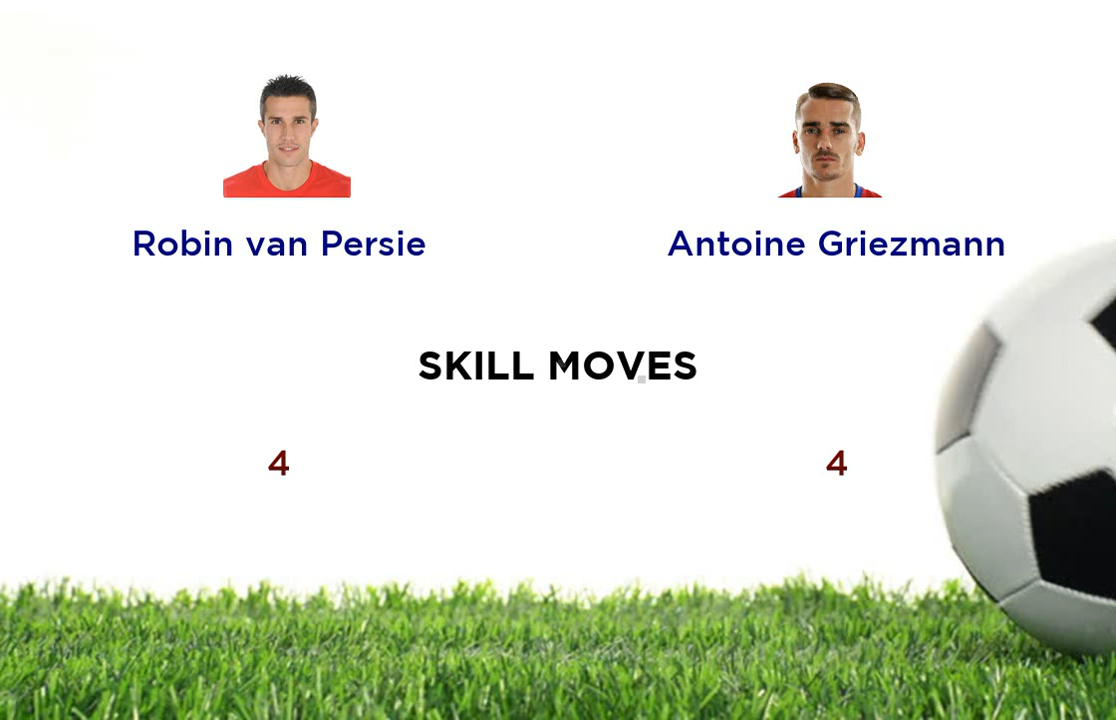 Robin van Persie
Antoine Griezmann
SKILL MOVES
4
4